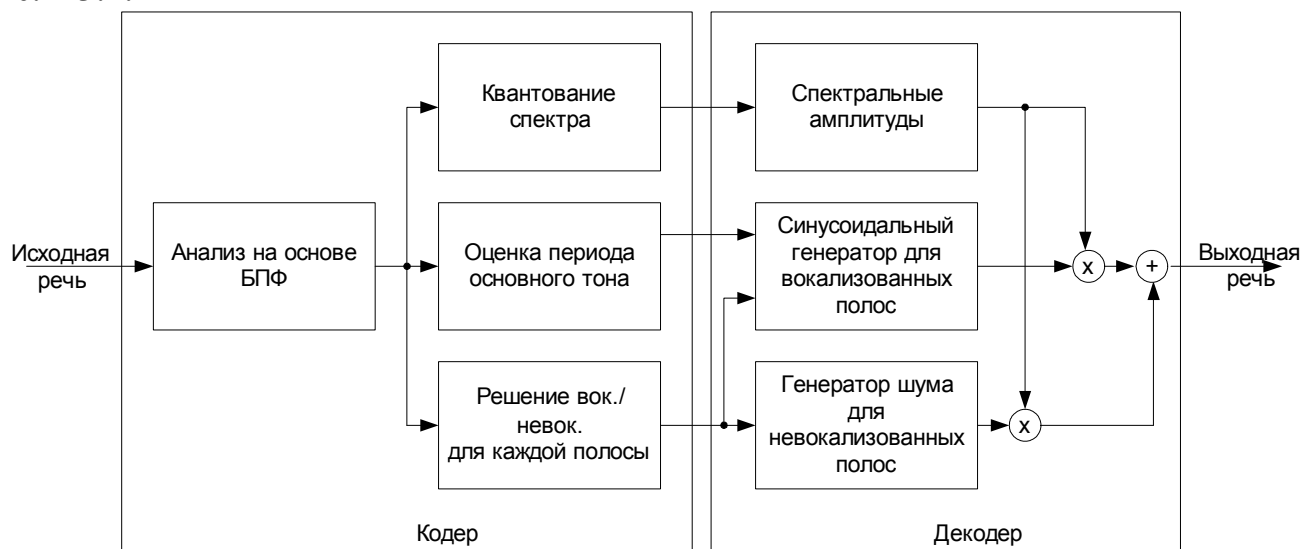 Квантование
спектра
Спектральные
амплитуды
Исходная
речь
Анализ на основе
БПФ
Оценка периода
основного тона
Синусоидальный
генератор для
вокализованных
полос
x
+
Выходная
речь
Решение вок./
невок.
для каждой полосы
Генератор шума
для
невокализованных
полос
x
Кодер
Декодер